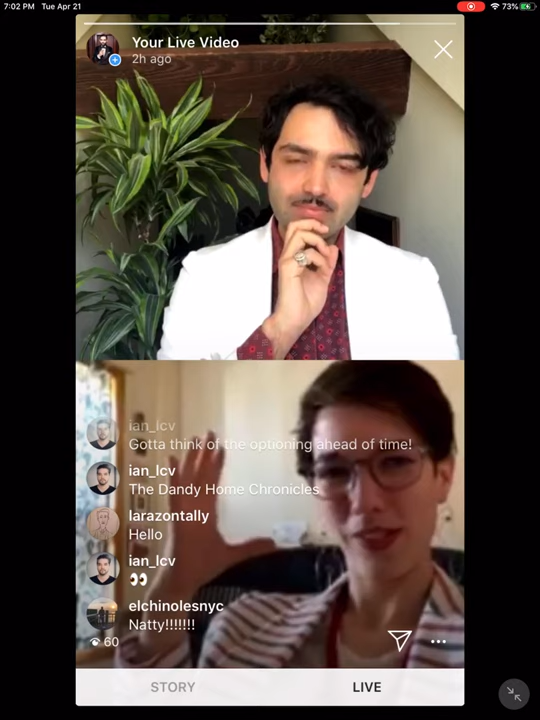 7:02 PM Tue Apr 21
73%
Your Live Video
2h ago
ian_lcv
Gotta think of the optioning ahead of time!
ian_lcv
The Dandy Home Chronicles
larazontally
Hello
ian_lcv
👀
elchinolesnyc
Natty!!!!!!!
60
STORY
LIVE